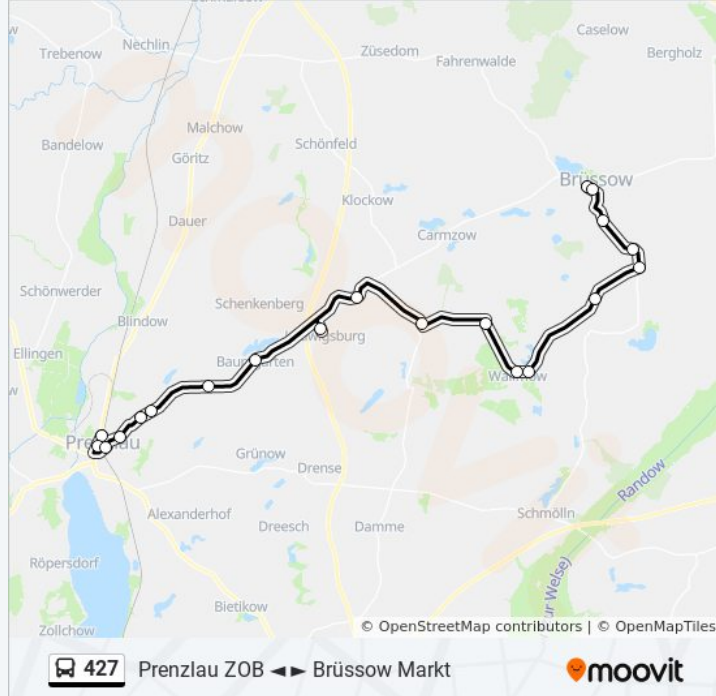 Caselow
Nechlin
Trebenow
Züsedom
Bergholz
Fahrenwalde
Malchow
Bandelow
Schönfeld
Göritz
Brüssow
Klockow
Dauer
Carmzow
Schönwerder
Schenkenberg
Blindow
Ellingen
Baumgarten
Wallmow
Prenzlau
Grünow
Drense
Randow
Alexanderhof
Schmölln
Dreesch
Damme
Röpersdorf
Bietikow
Zollchow
© OpenStreetMap contributors | © OpenMapTiles
427 Prenzlau ZOB ◄ ► Brüssow Markt
moovit